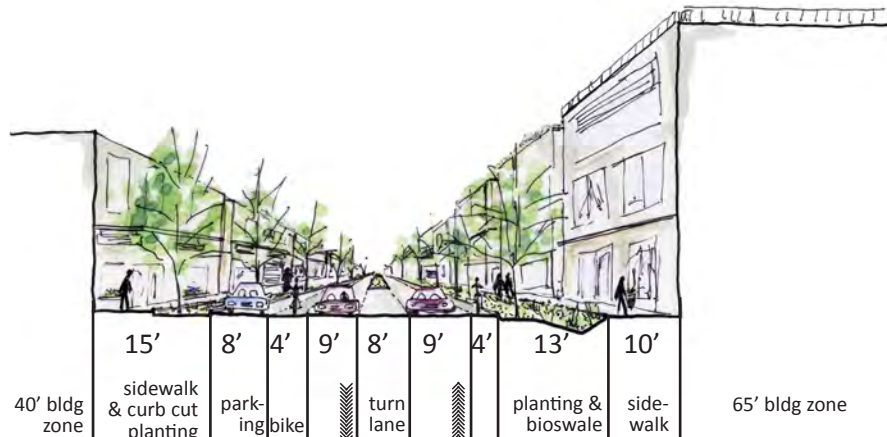 15’ 8’ 4’ 9’ 8’ 9’ 4’ 13’ 10’
40’ bldg
zone
sidewalk
& curb cut
planting
park-
ing
bike
turn
lane
planting &
bioswale
side-
walk
65’ bldg zone